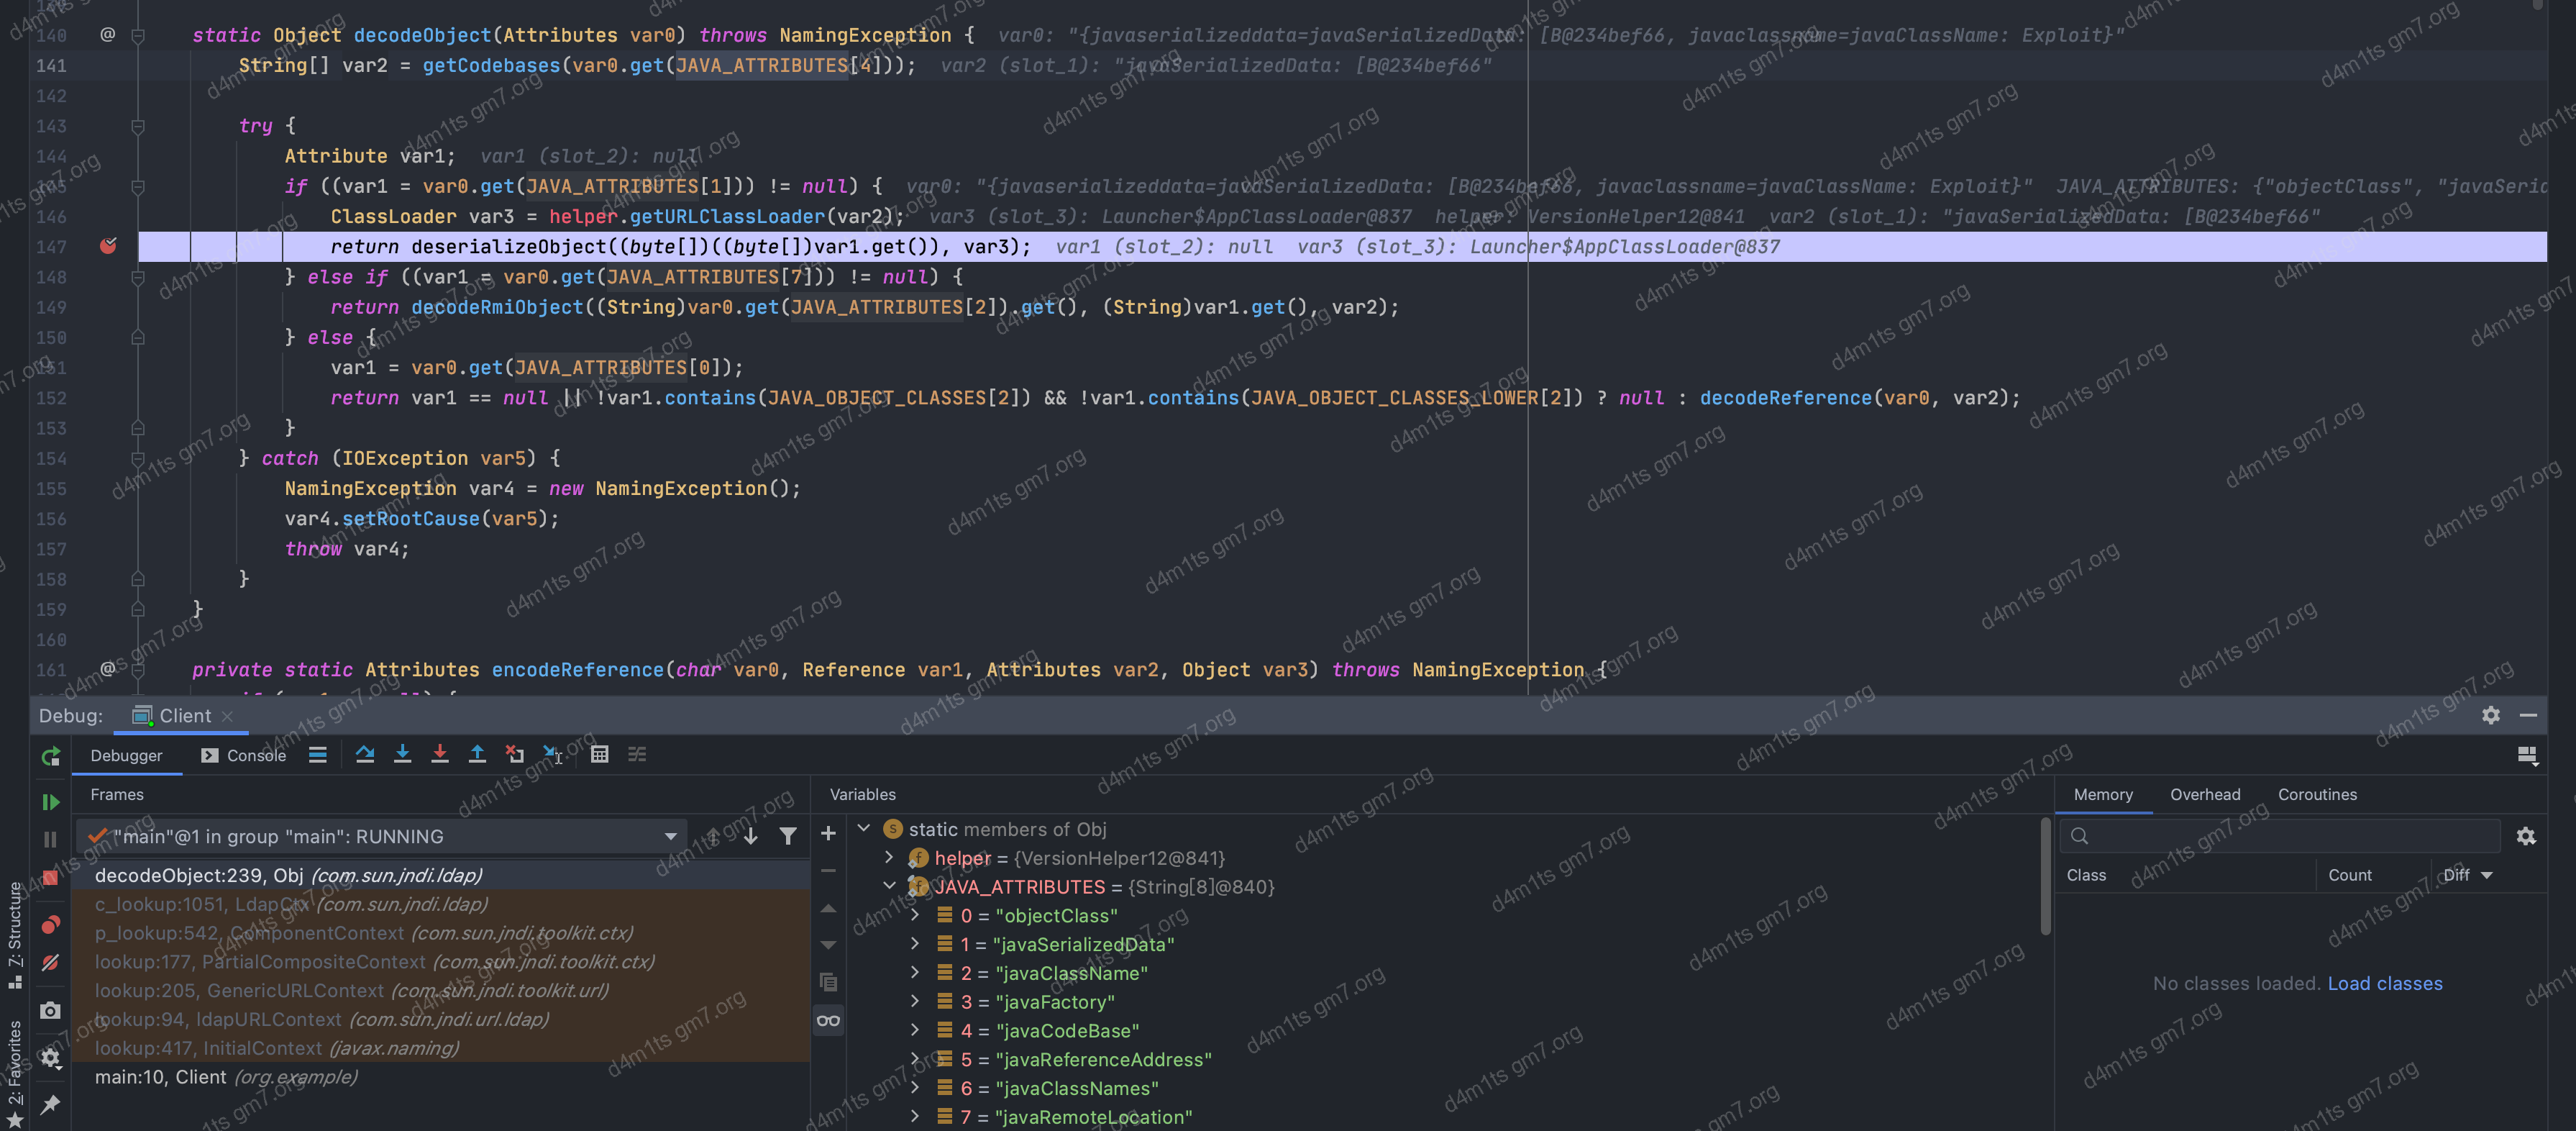 140 @ static Object decodeObject(Attributes var0) throws NamingException { var0: "{javaserializeddata=javaSerializedData: [B@234bef66, javaclassname=javaClassName: Exploit}"
141 String[] var2 = getCodebases(var0.get(JAVA_ATTRIBUTES[4])); var2 (slot_1): "javaSerializedData: [B@234bef66"
142
143 try {
144 Attribute var1; var1 (slot_2): null
145 if ((var1 = var0.get(JAVA_ATTRIBUTES[1])) != null) { var0: "{javaserializeddata=javaSerializedData: [B@234bef66, javaclassname=javaClassName: Exploit}" JAVA_ATTRIBUTES: {"objectClass", "javaSeria
146 ClassLoader var3 = helper.getURLClassLoader(var2); var3 (slot_3): Launcher$AppClassLoader@837 helper: VersionHelper12@841 var2 (slot_1): "javaSerializedData: [B@234bef66"
147 return deserializeObject((byte[])((byte[])var1.get()), var3); var1 (slot_2): null var3 (slot_3): Launcher$AppClassLoader@837
148 } else if ((var1 = var0.get(JAVA_ATTRIBUTES[7])) != null) {
149 return decodeRmiObject((String)var0.get(JAVA_ATTRIBUTES[2]).get(), (String)var1.get(), var2);
150 } else {
151 var1 = var0.get(JAVA_ATTRIBUTES[0]);
152 return var1 == null || !var1.contains(JAVA_OBJECT_CLASSES[2]) && !var1.contains(JAVA_OBJECT_CLASSES_LOWER[2]) ? null : decodeReference(var0, var2);
153 }
154 } catch (IOException var5) {
155 NamingException var4 = new NamingException();
156 var4.setRootCause(var5);
157 throw var4;
158 }
159 }
160
161 @ private static Attributes encodeReference(char var0, Reference var1, Attributes var2, Object var3) throws NamingException {
Debug: Client
Debugger Console
Frames
"main"@1 in group "main": RUNNING
decodeObject:239, Obj (com.sun.jndi.ldap)
c_lookup:1051, LdapCtx (com.sun.jndi.ldap)
p_lookup:542, ComponentContext (com.sun.jndi.toolkit.ctx)
lookup:177, PartialCompositeContext (com.sun.jndi.toolkit.ctx)
lookup:205, GenericURLContext (com.sun.jndi.toolkit.url)
lookup:94, ldapURLContext (com.sun.jndi.url.ldap)
lookup:417, InitialContext (javax.naming)
main:10, Client (org.example)
Variables
static members of Obj
helper = {VersionHelper12@841}
JAVA_ATTRIBUTES = {String[8]@840}
0 = "objectClass"
1 = "javaSerializedData"
2 = "javaClassName"
3 = "javaFactory"
4 = "javaCodeBase"
5 = "javaReferenceAddress"
6 = "javaClassNames"
7 = "javaRemoteLocation"
Memory Overhead Coroutines
Class Count Diff
No classes loaded. Load classes
7: Structure
2: Favorites
d4m1ts gm7.org